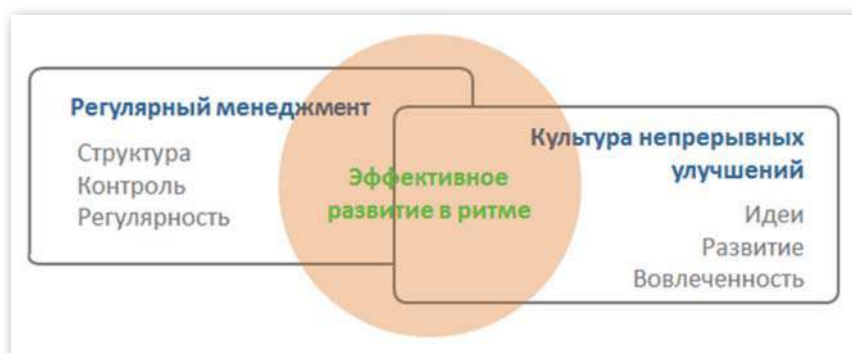 Регулярный менеджмент
Структура
Контроль
Регулярность
Эффективное
развитие в ритме
Культура непрерывных
улучшений
Идеи
Развитие
Вовлеченность